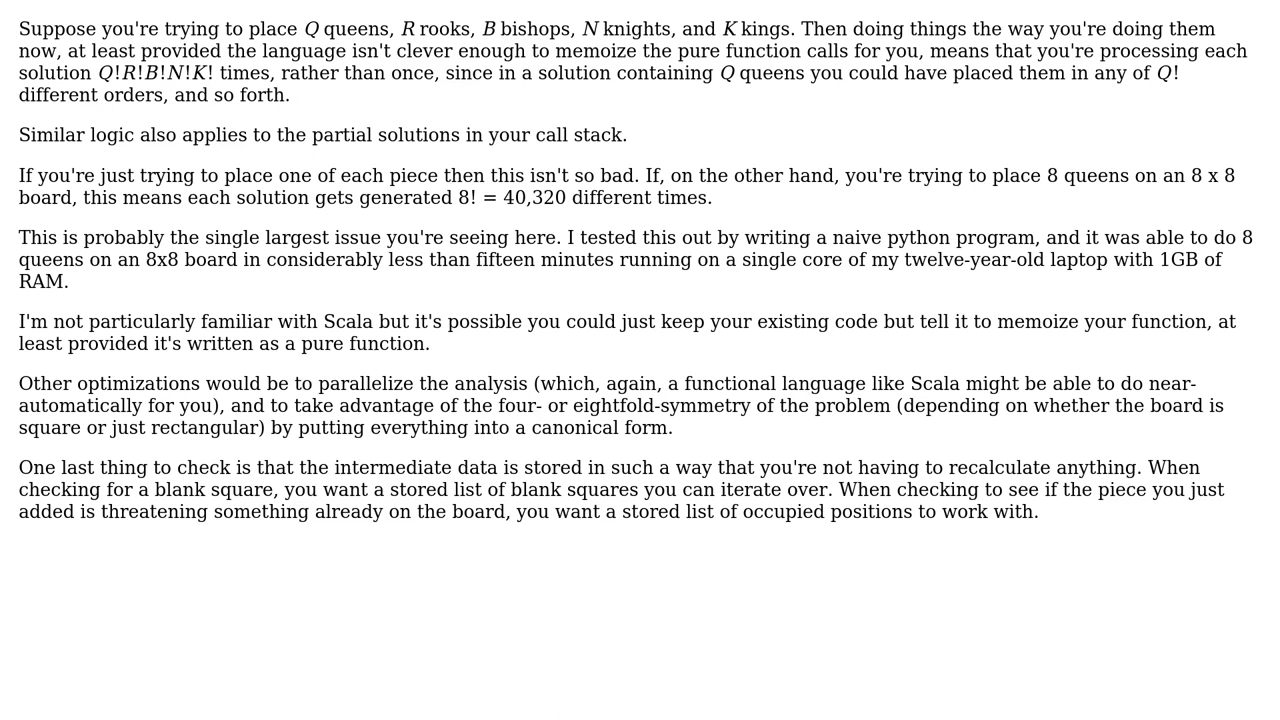 Suppose you're trying to place Q queens, R rooks, B bishops, N knights, and K kings. Then doing things the way you're doing them
now, at least provided the language isn't clever enough to memoize the pure function calls for you, means that you're processing each
solution Q!R!B!N!K! times, rather than once, since in a solution containing Q queens you could have placed them in any of Q!
different orders, and so forth.
Similar logic also applies to the partial solutions in your call stack.
If you're just trying to place one of each piece then this isn't so bad. If, on the other hand, you're trying to place 8 queens on an 8 x 8
board, this means each solution gets generated 8! = 40,320 different times.
This is probably the single largest issue you're seeing here. I tested this out by writing a naive python program, and it was able to do 8
queens on an 8x8 board in considerably less than fifteen minutes running on a single core of my twelve-year-old laptop with 1GB of
RAM.
I'm not particularly familiar with Scala but it's possible you could just keep your existing code but tell it to memoize your function, at
least provided it's written as a pure function.
Other optimizations would be to parallelize the analysis (which, again, a functional language like Scala might be able to do near-
automatically for you), and to take advantage of the four- or eightfold-symmetry of the problem (depending on whether the board is
square or just rectangular) by putting everything into a canonical form.
One last thing to check is that the intermediate data is stored in such a way that you're not having to recalculate anything. When
checking for a blank square, you want a stored list of blank squares you can iterate over. When checking to see if the piece you just
added is threatening something already on the board, you want a stored list of occupied positions to work with.